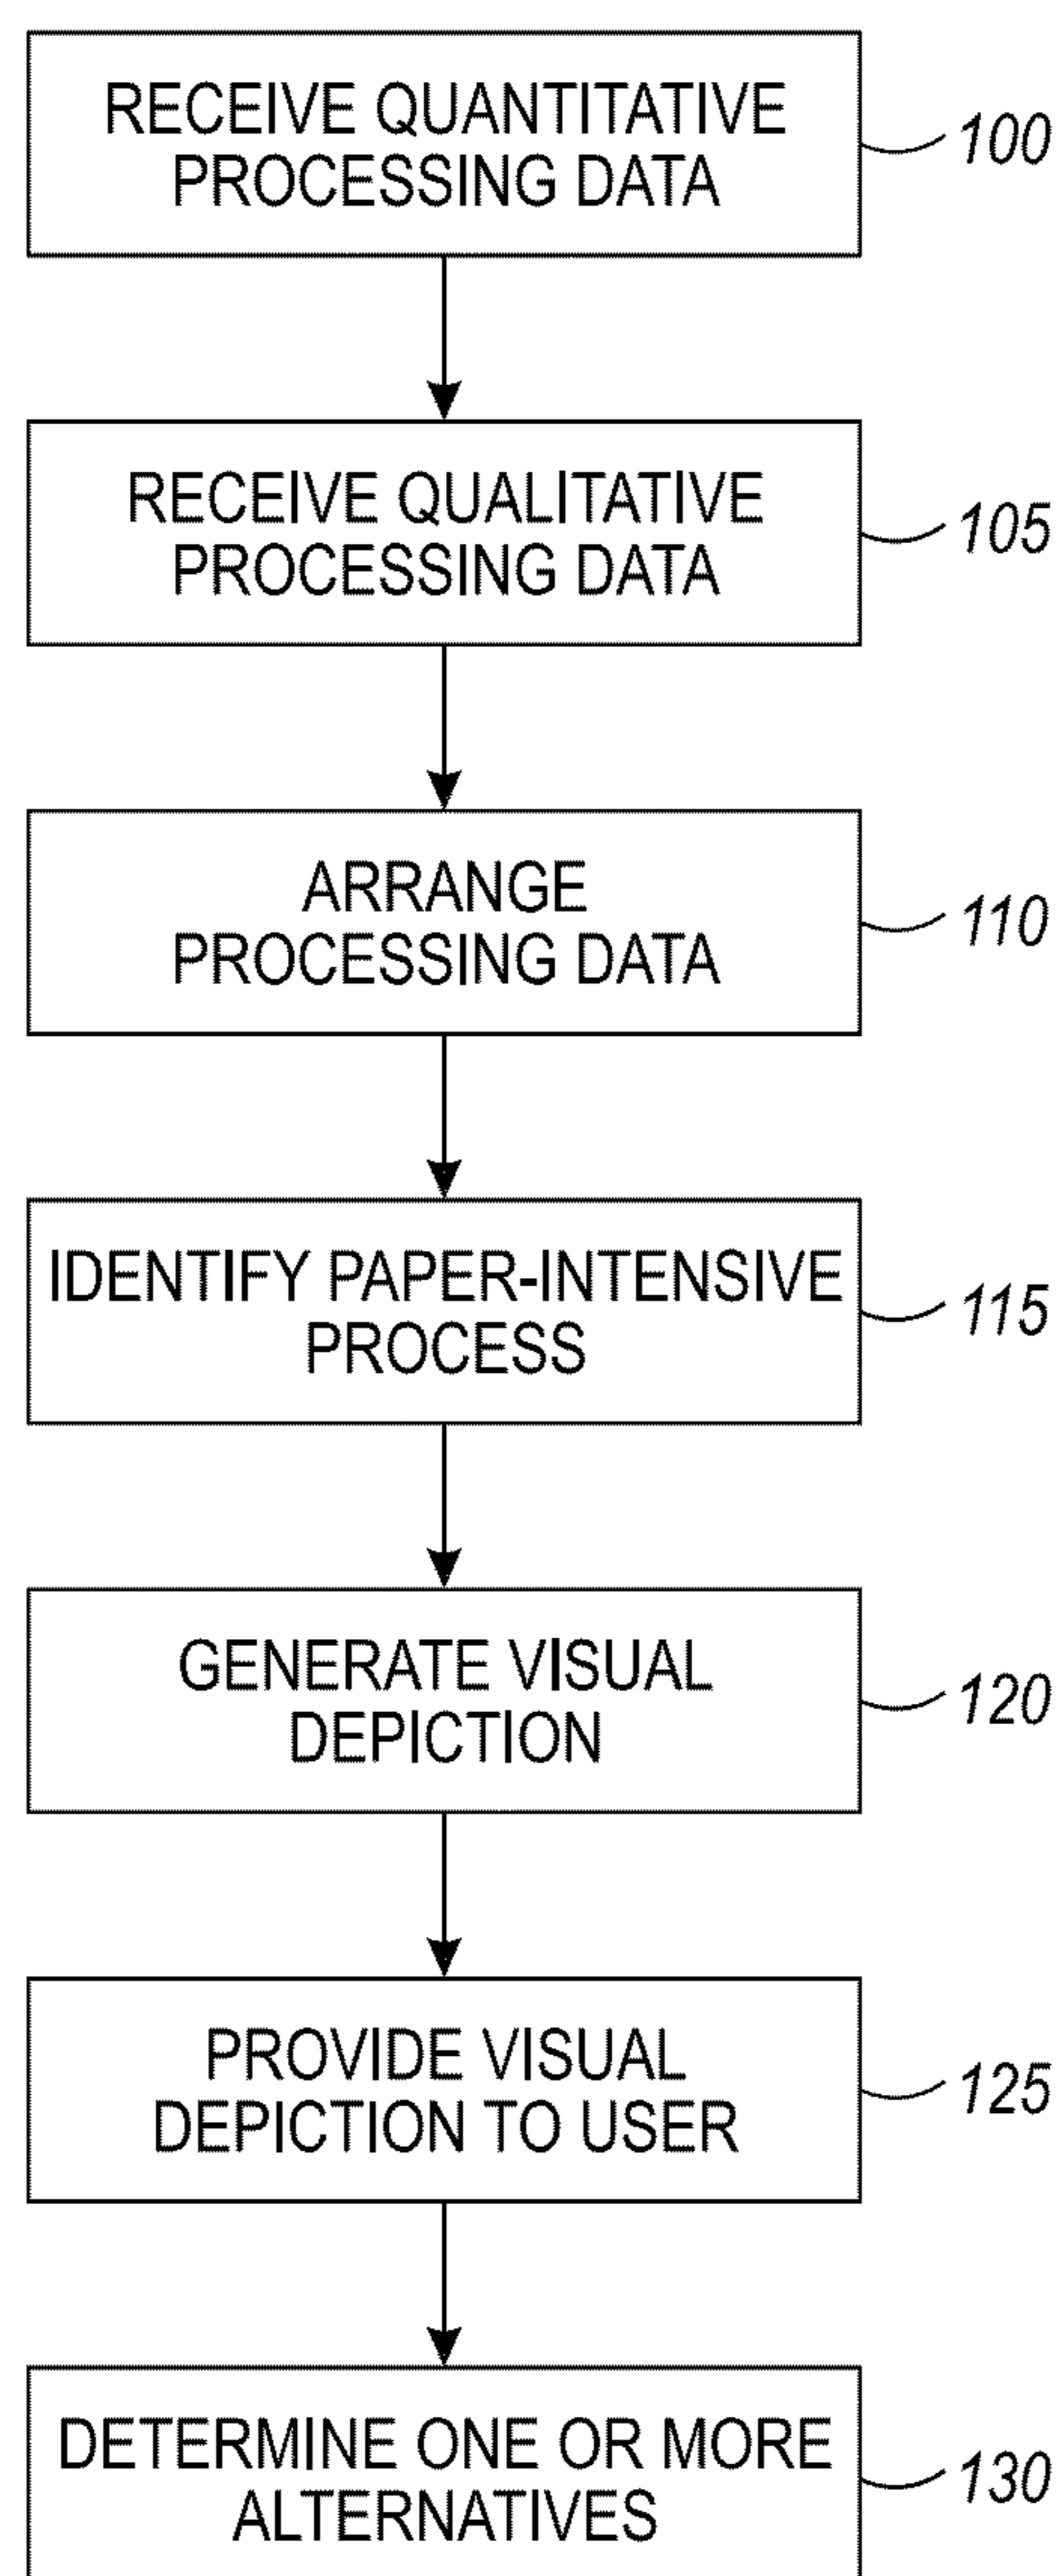 RECEIVE QUANTITATIVE
PROCESSING DATA
100
RECEIVE QUALITATIVE
PROCESSING DATA
105
ARRANGE
PROCESSING DATA
110
IDENTIFY PAPER-INTENSIVE
PROCESS
115
GENERATE VISUAL
DEPICTION
120
PROVIDE VISUAL
DEPICTION TO USER
125
DETERMINE ONE OR MORE
ALTERNATIVES
130